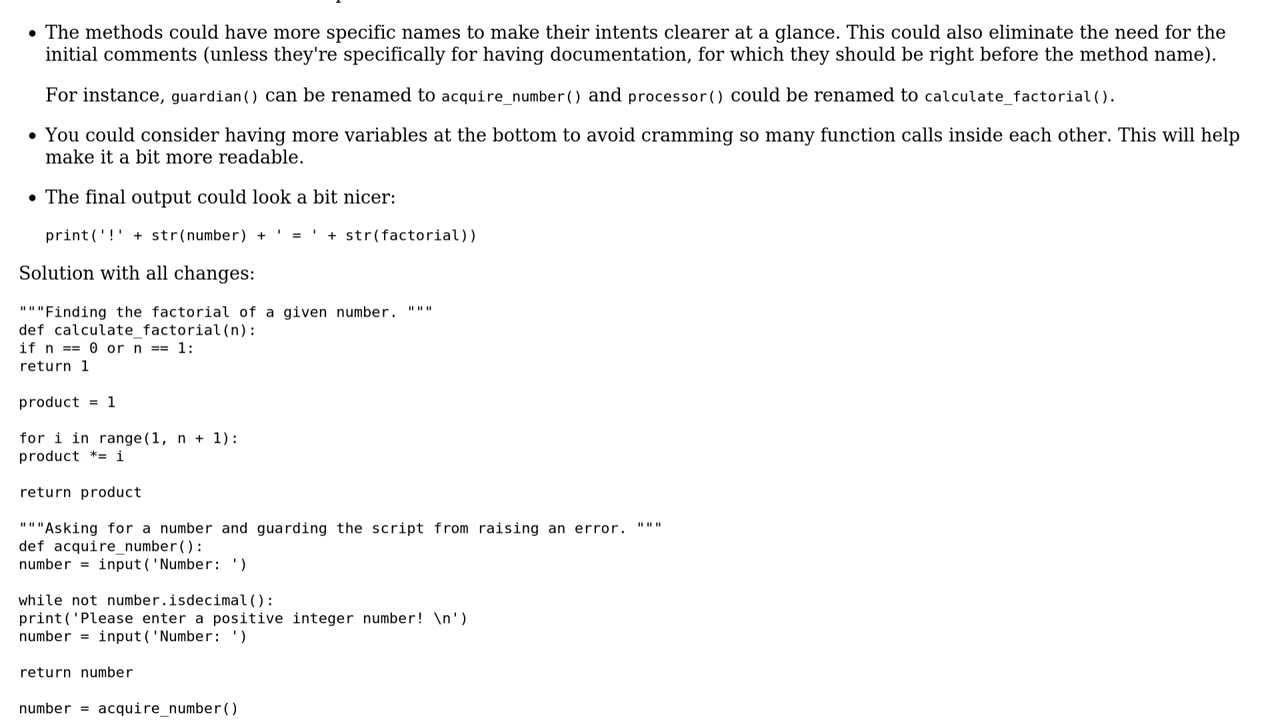 • The methods could have more specific names to make their intents clearer at a glance. This could also eliminate the need for the
initial comments (unless they're specifically for having documentation, for which they should be right before the method name).
For instance, guardian() can be renamed to acquire_number() and processor() could be renamed to calculate_factorial().
• You could consider having more variables at the bottom to avoid cramming so many function calls inside each other. This will help
make it a bit more readable.
• The final output could look a bit nicer:
print('!' + str(number) + ' = ' + str(factorial))
Solution with all changes:
"""Finding the factorial of a given number. """
def calculate_factorial(n):
if n == 0 or n == 1:
return 1
product = 1
for i in range(1, n + 1):
product *= i
return product
"""Asking for a number and guarding the script from raising an error. """
def acquire_number():
number = input('Number: ')
while not number.isdecimal():
print('Please enter a positive integer number! \n')
number = input('Number: ')
return number
number = acquire_number()